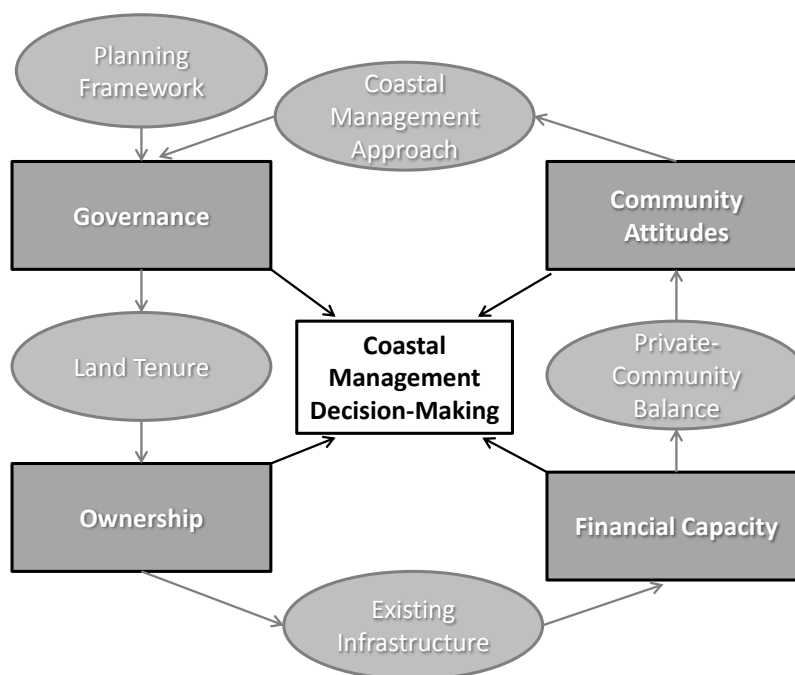 Planning
Framework
Coastal
Management
Approach
Governance
Community
Attitudes
Land Tenure
Coastal
Management
Decision-Making
Private-
Community
Balance
Ownership
Financial Capacity
Existing
Infrastructure